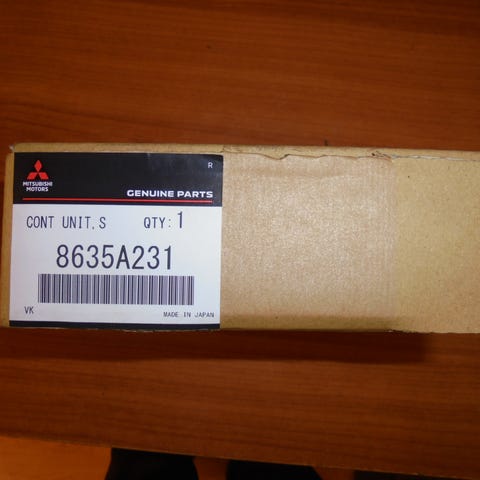 R
MITSUBISHI
MOTORS
GENUINE PARTS
CONT UNIT,S QTY: 1
8635A231
VK
MADE IN JAPAN